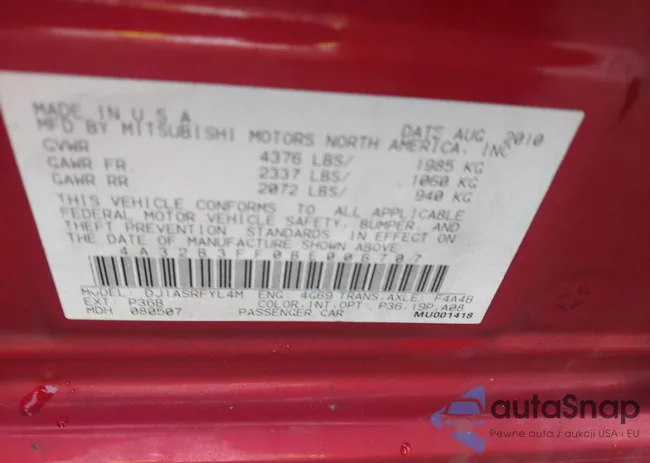 MADE IN U.S.A
MFD BY MITSUBISHI MOTORS NORTH AMERICA, INC
DATE AUG 2010
GVWR 4376 LBS/ 1985 KG
GAWR FR 2337 LBS/ 1060 KG
GAWR RR 2072 LBS/ 940 KG
THIS VEHICLE CONFORMS TO ALL APPLICABLE
FEDERAL MOTOR VEHICLE SAFETY, BUMPER, AND
THEFT PREVENTION STANDARDS IN EFFECT ON
THE DATE OF MANUFACTURE SHOWN ABOVE
4A32B3FF0BE006707
MODEL DJIASRFYL4M ENG 4G69 TRANS.AXLE F4A4B
EXT P36B COLOR.INT.OPT P36.19P.A08
MDH 080507 PASSENGER CAR MU001418
autoSnap
Pewne auta z aukcji USA i EU